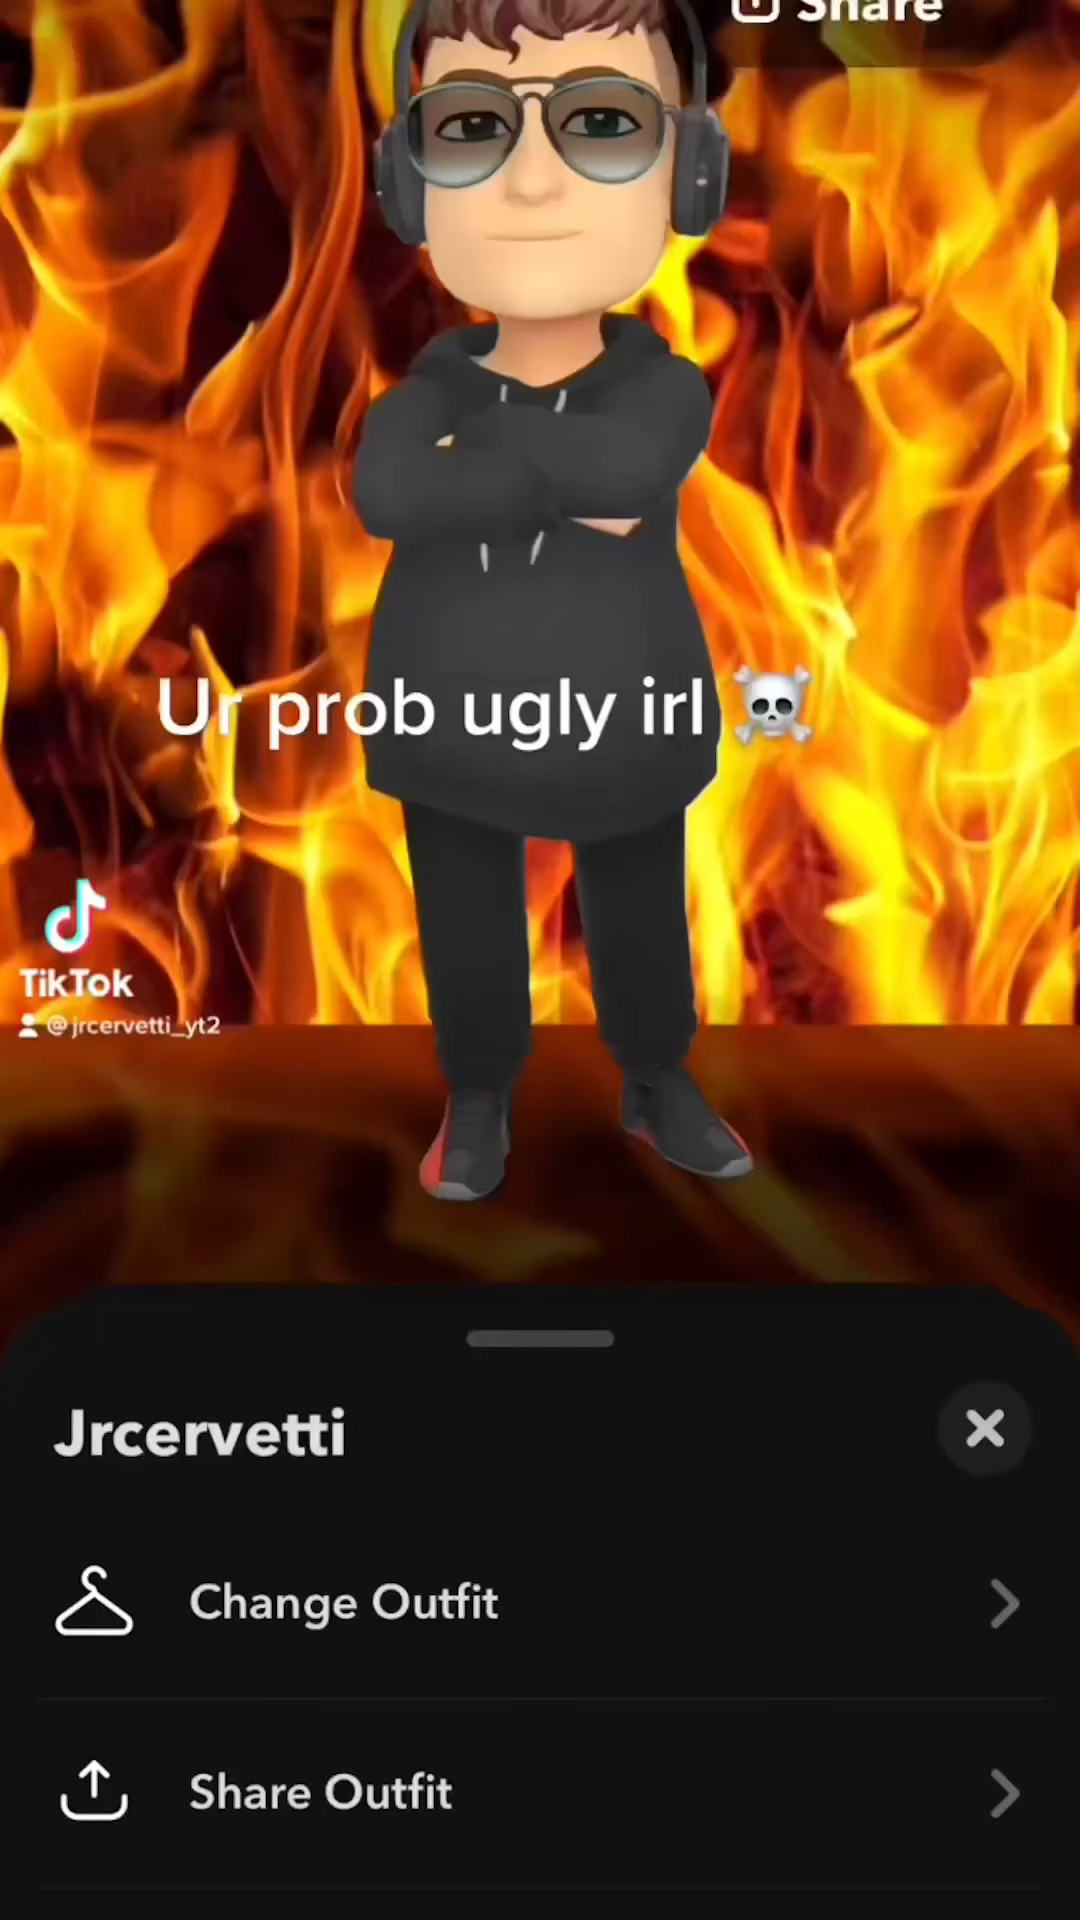 Share
Ur prob ugly irl ☠️
TikTok
@jrcervetti_yt2
Jrcervetti
Change Outfit
Share Outfit